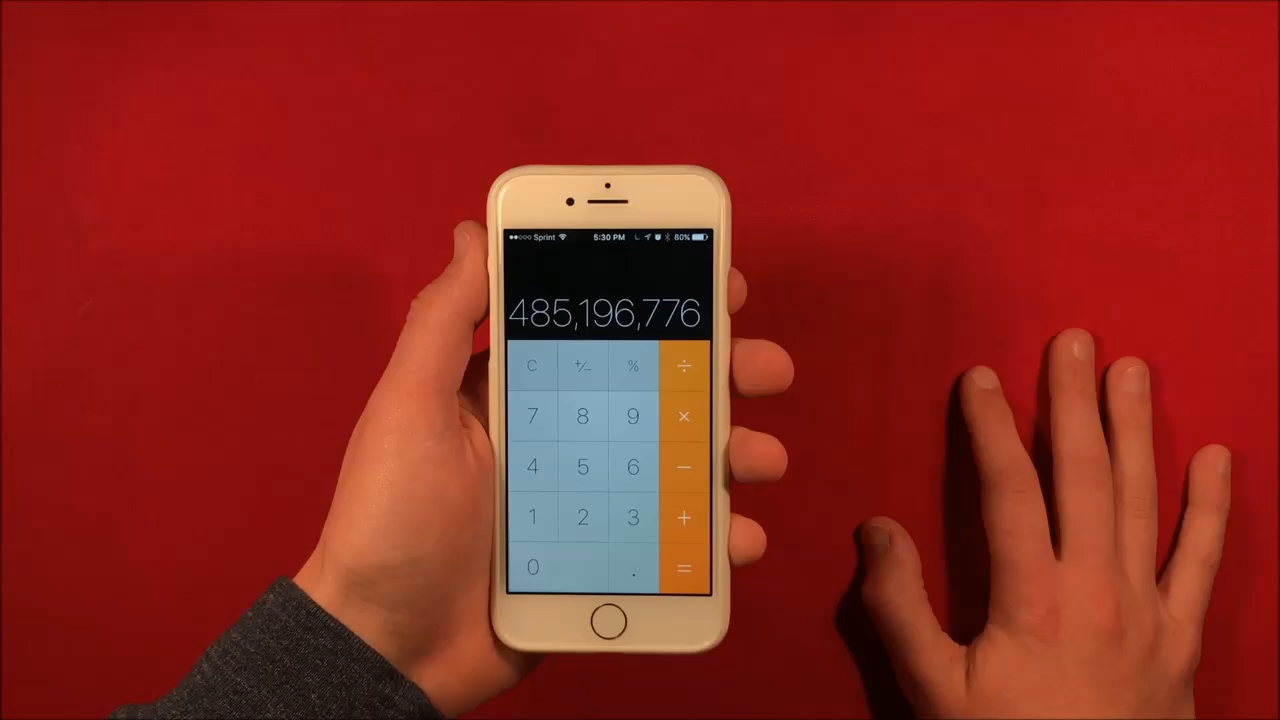 Sprint 5:30 PM 80%
485,196,776
C +/− % ÷
7 8 9 ×
4 5 6 −
1 2 3 +
0 . =